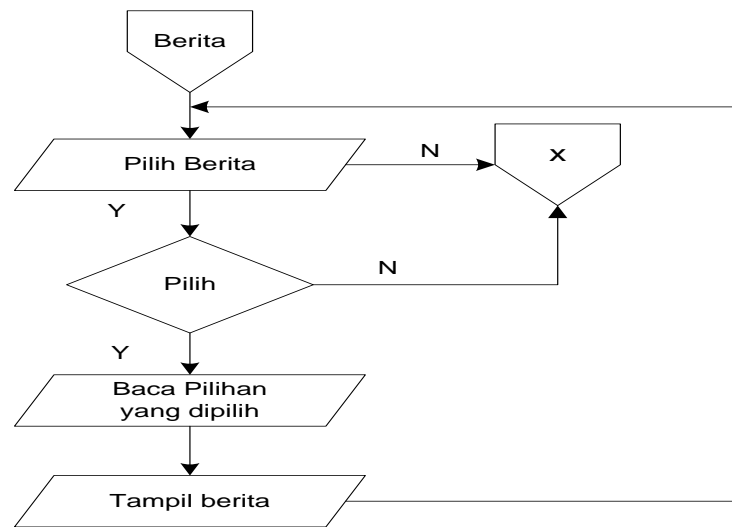 Berita
Pilih Berita
N
x
Y
Pilih
N
Y
Baca Pilihan
yang dipilih
Tampil berita